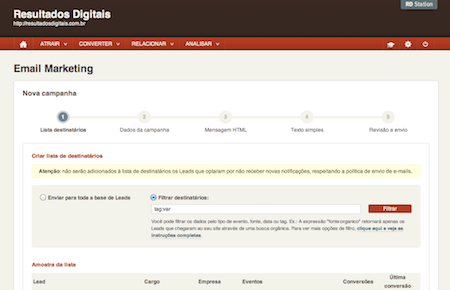 RD Station
Resultados Digitais
http://resultadosdigitais.com.br
ATRAIR CONVERTER RELACIONAR ANALISAR
Email Marketing
Nova campanha
1 2 3 4 5
Lista destinatários Dados da campanha Mensagem HTML Texto simples Revisão e envio
Criar lista de destinatários
Atenção: não serão adicionados à lista de destinatários os Leads que optaram por não receber novas notificações, respeitando a política de envio de e-mails.
Enviar para toda a base de Leads Filtrar destinatários:
tag:var Filtrar
Você pode filtrar os dados pelo tipo de evento, fonte, data ou tag. Ex.: A expressão "fonte:organico" retornará apenas os
Leads que chegaram ao seu site através de uma busca orgânica. Para ver mais opções de filtro, clique aqui e veja as
instruções completas.
Amostra da lista
Lead Cargo Empresa Eventos Conversões Última
conversão